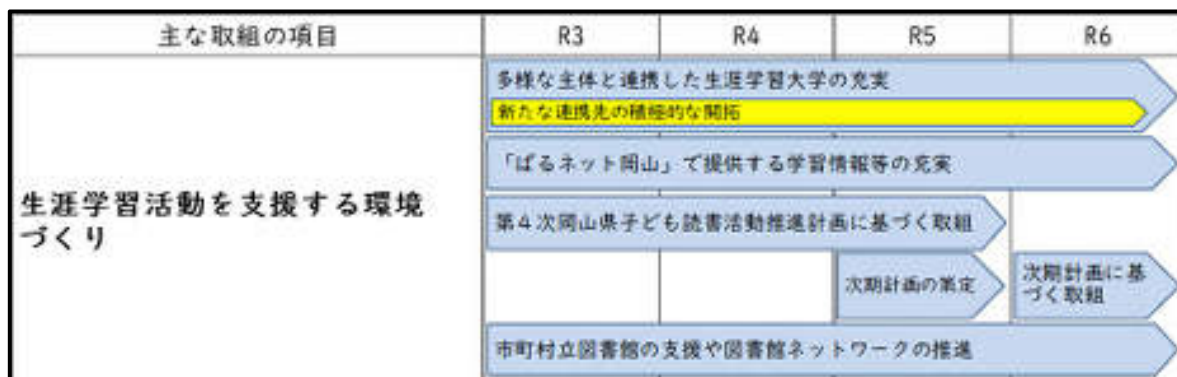 主な取組の項目 R3 R4 R5 R6
多様な主体と連携した生涯学習大学の充実
新たな連携先の積極的な開拓
「ぱるネット岡山」で提供する学習情報等の充実
生涯学習活動を支援する環境
づくり
第4次岡山県子ども読書活動推進計画に基づく取組
次期計画の策定
次期計画に基
づく取組
市町村立図書館の支援や図書館ネットワークの推進